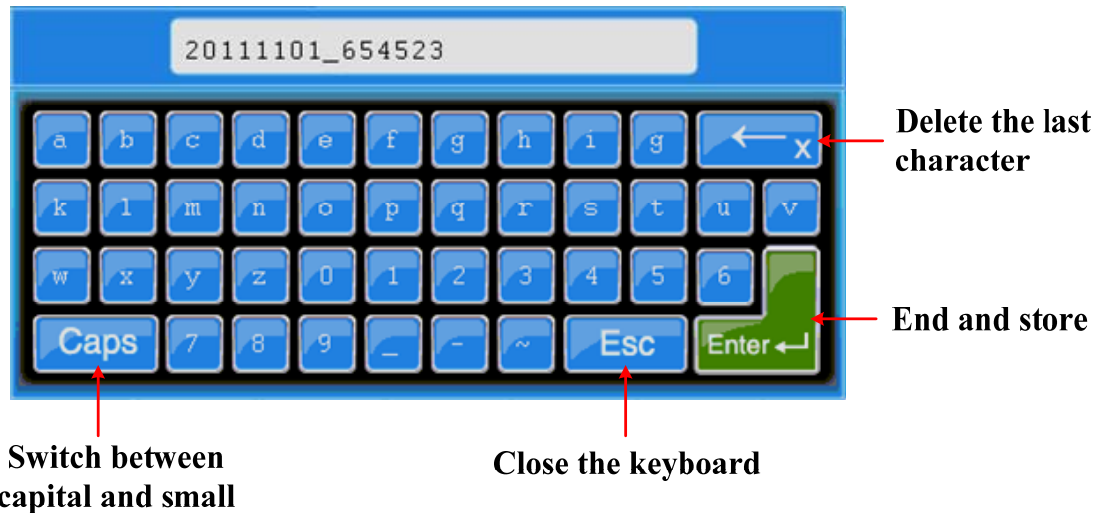 20111101_654523
a b c d e f g h i g ← x
k l m n o p q r s t u v
w x y z 0 1 2 3 4 5 6
Caps 7 8 9 _ - ~ Esc Enter ↵
Delete the last
character
End and store
Switch between
capital and small
Close the keyboard